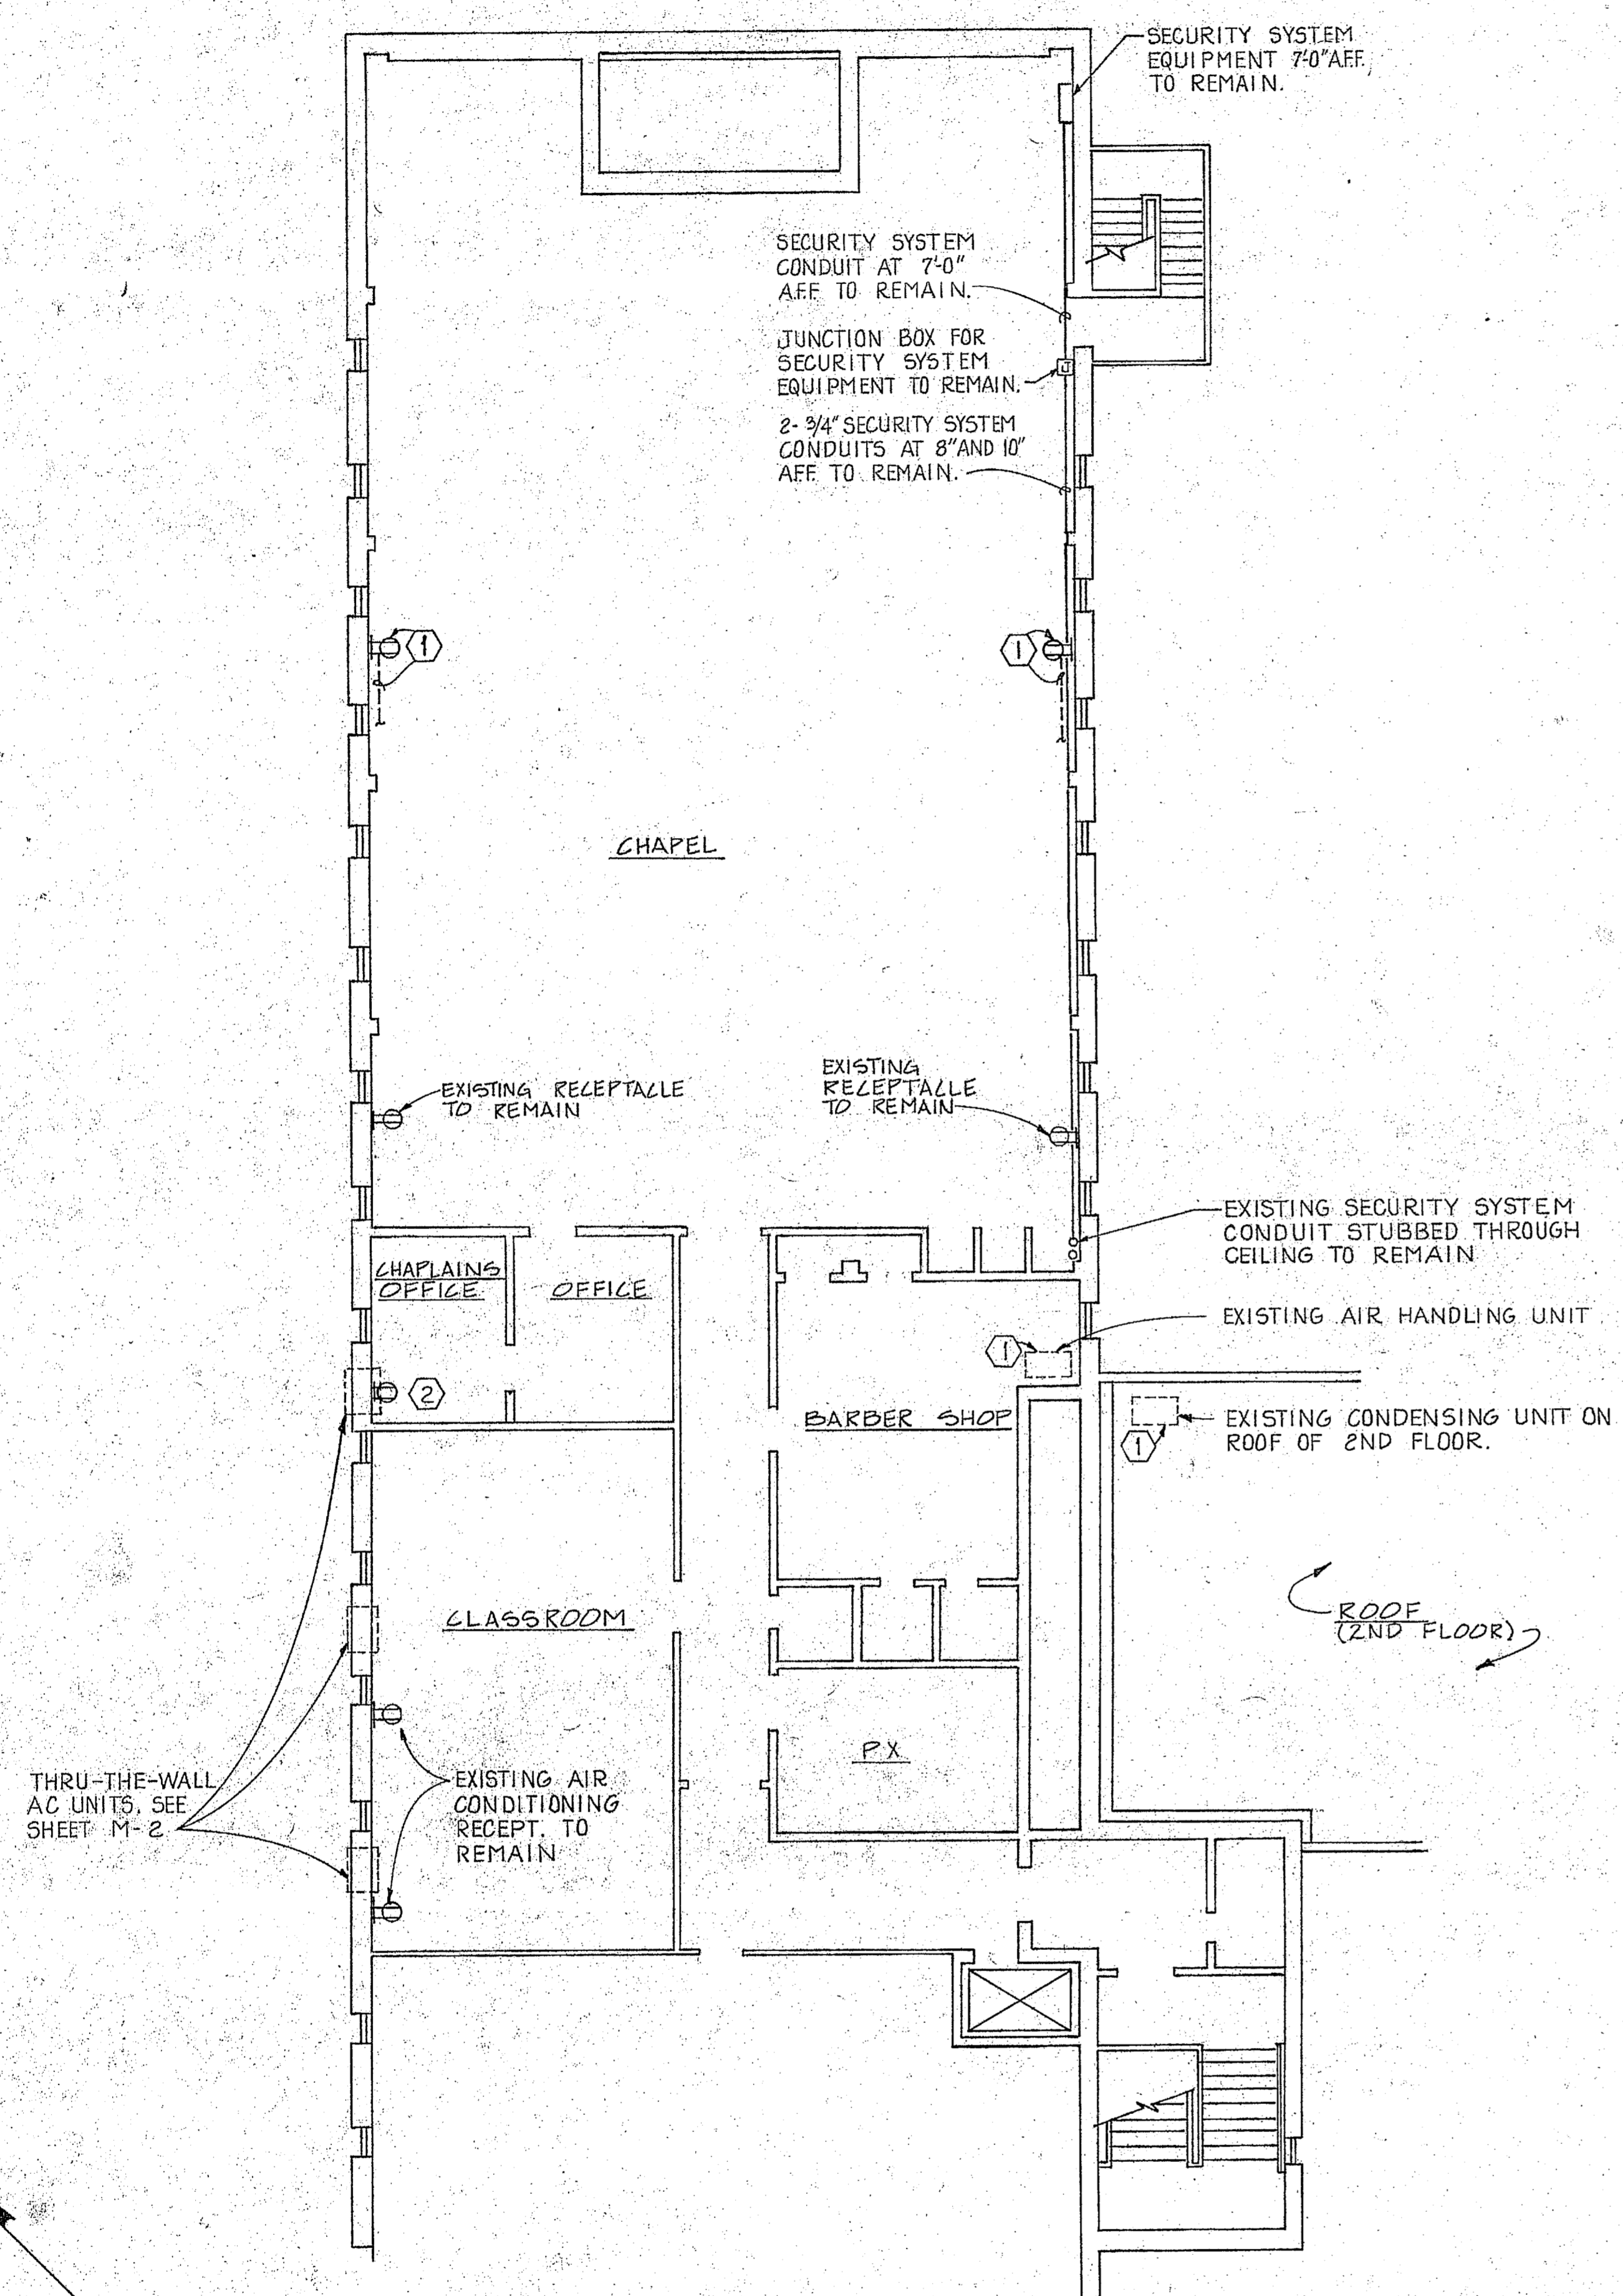 SECURITY SYSTEM
EQUIPMENT 7'-0" A.F.F.
TO REMAIN.
SECURITY SYSTEM
CONDUIT AT 7'-0"
A.F.F. TO REMAIN.
JUNCTION BOX FOR
SECURITY SYSTEM
EQUIPMENT TO REMAIN.
J
2- 3/4" SECURITY SYSTEM
CONDUITS AT 8" AND 10"
A.F.F. TO REMAIN.
1
1
CHAPEL
EXISTING RECEPTACLE
TO REMAIN
EXISTING
RECEPTACLE
TO REMAIN
EXISTING SECURITY SYSTEM
CONDUIT STUBBED THROUGH
CEILING TO REMAIN
CHAPLAINS
OFFICE
OFFICE
EXISTING AIR HANDLING UNIT
1
2
BARBER SHOP
EXISTING CONDENSING UNIT ON
ROOF OF 2ND FLOOR.
1
CLASSROOM
ROOF
(2ND FLOOR)
PX
THRU-THE-WALL
AC UNITS. SEE
SHEET M-2
EXISTING AIR
CONDITIONING
RECEPT. TO
REMAIN